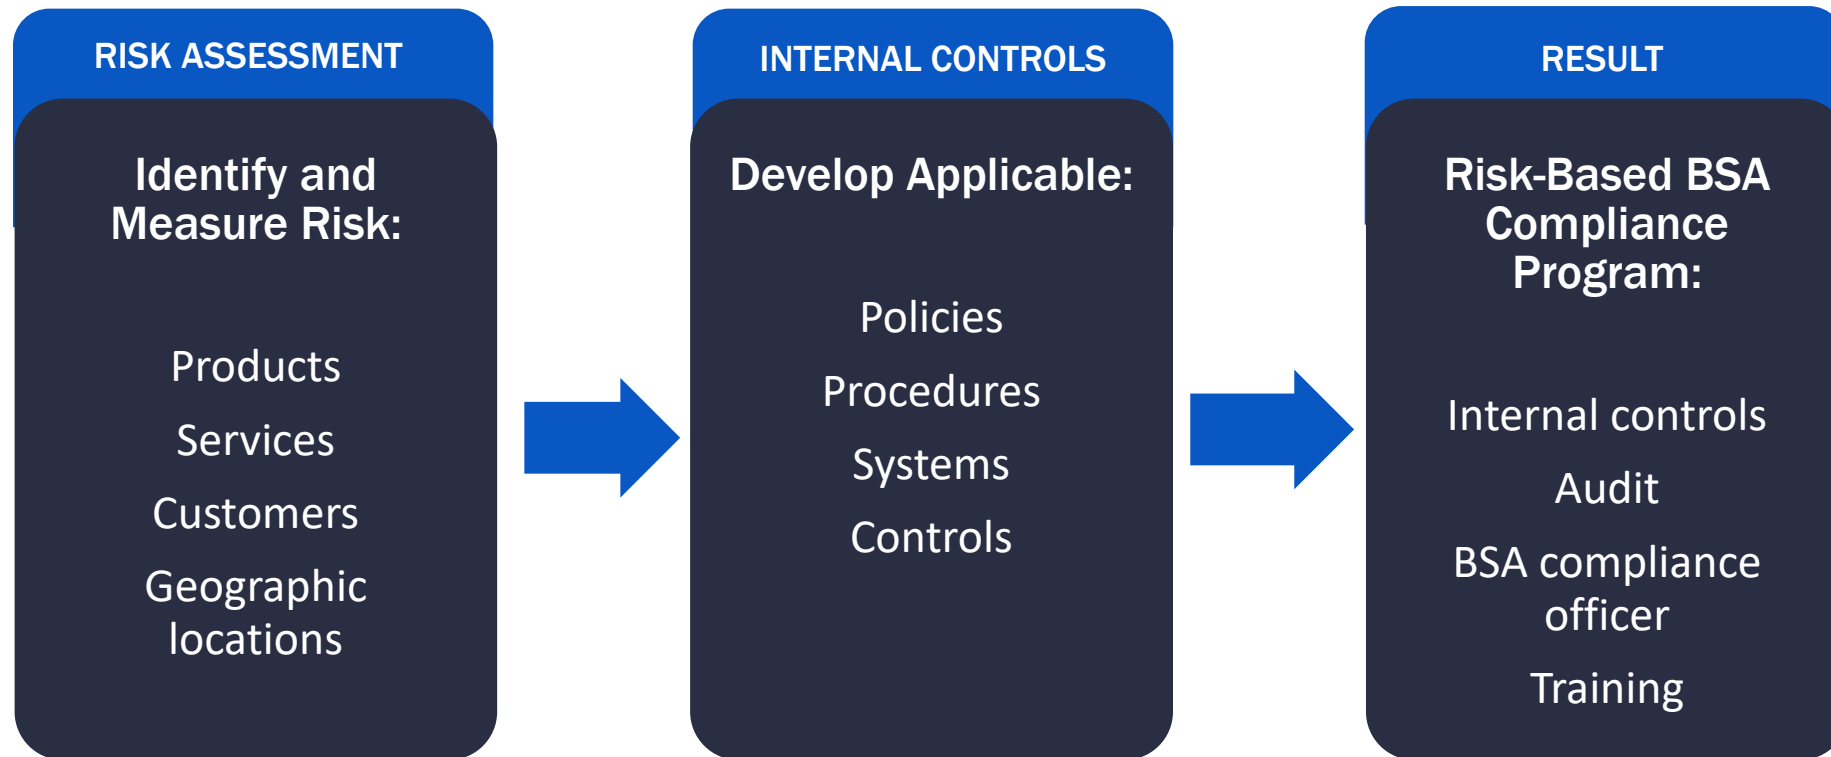 RISK ASSESSMENT
Identify and
Measure Risk:
Products
Services
Customers
Geographic
locations
INTERNAL CONTROLS
Develop Applicable:
Policies
Procedures
Systems
Controls
RESULT
Risk-Based BSA
Compliance
Program:
Internal controls
Audit
BSA compliance
officer
Training